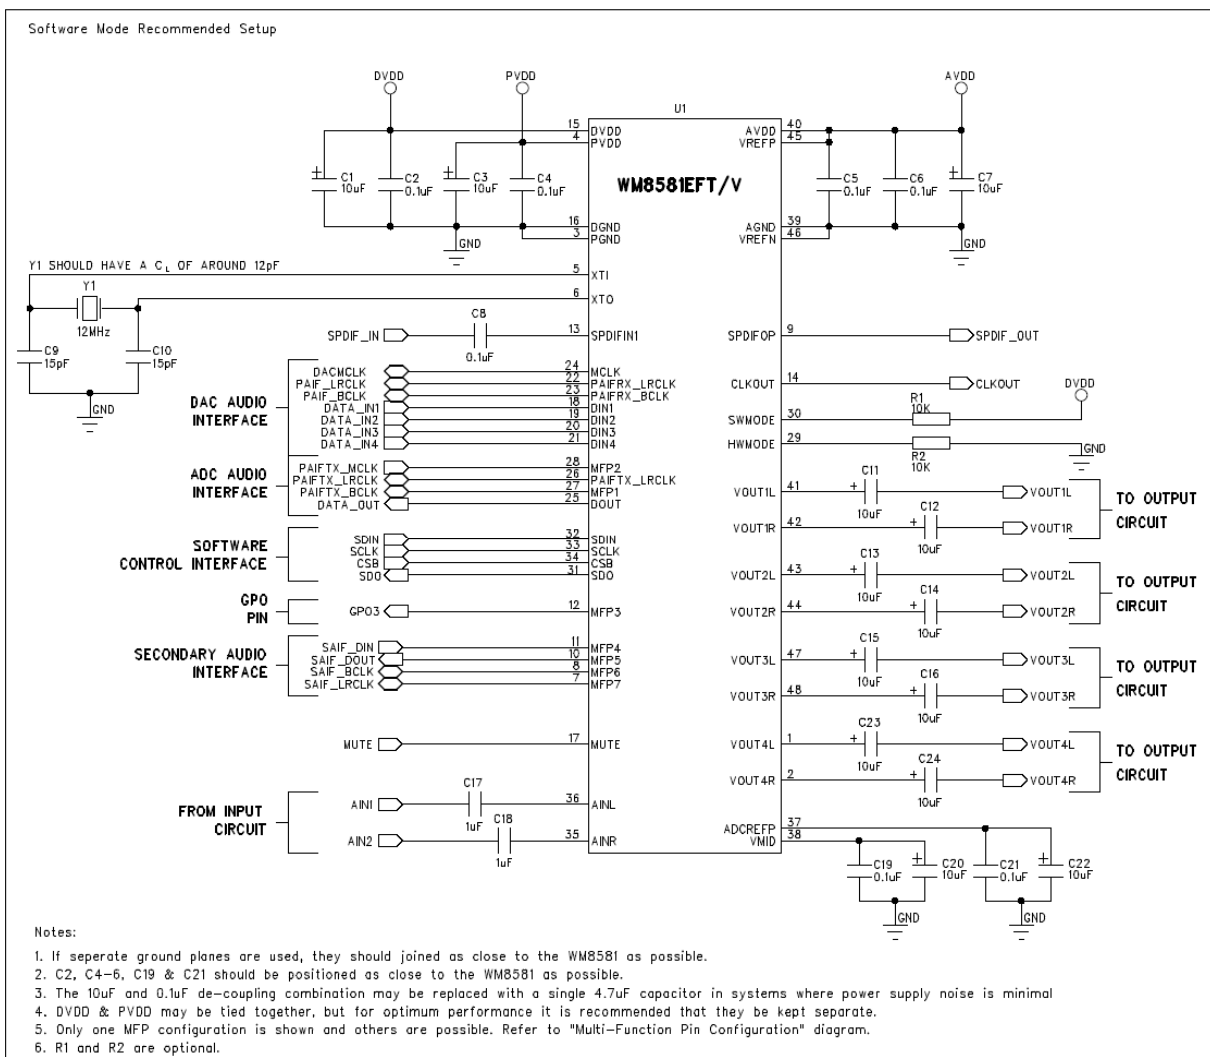 Software Mode Recommended Setup
DVDD
PVDD
AVDD
U1
15
4
DVDD
PVDD
AVDD
VREFP
40
45
WM8581EFT/V
C1
10uF
C2
0.1uF
C3
10uF
C4
0.1uF
C5
0.1uF
C6
0.1uF
C7
10uF
16
3
DGND
PGND
AGND
VREFN
39
46
GND
GND
Y1 SHOULD HAVE A CL OF AROUND 12pF
5
XTI
Y1
6
XTO
12MHz
C9
15pF
C10
15pF
GND
SPDIF_IN
C8
0.1uF
13
SPDIFIN1
SPDIFOP
9
SPDIF_OUT
DAC AUDIO
INTERFACE
DACMCLK
24
MCLK
PAIF_LRCLK
22
PAIFRX_LRCLK
PAIF_BCLK
23
PAIFRX_BCLK
DATA_IN1
18
DIN1
DATA_IN2
19
DIN2
DATA_IN3
20
DIN3
DATA_IN4
21
DIN4
CLKOUT
14
CLKOUT
DVDD
SWMODE
30
R1
10K
HWMODE
29
R2
10K
GND
ADC AUDIO
INTERFACE
PAIFTX_MCLK
28
MFP2
PAIFTX_LRCLK
26
PAIFTX_LRCLK
PAIFTX_BCLK
27
MFP1
DATA_OUT
25
DOUT
VOUT1L
41
C11
10uF
VOUT1L
VOUT1R
42
C12
10uF
VOUT1R
TO OUTPUT
CIRCUIT
SOFTWARE
CONTROL INTERFACE
SDIN
32
SDIN
SCLK
33
SCLK
CSB
34
CSB
SDO
31
SDO
VOUT2L
43
C13
10uF
VOUT2L
VOUT2R
44
C14
10uF
VOUT2R
TO OUTPUT
CIRCUIT
GPO
PIN
GPO3
12
MFP3
SECONDARY AUDIO
INTERFACE
SAIF_DIN
11
MFP4
SAIF_DOUT
10
MFP5
SAIF_BCLK
8
MFP6
SAIF_LRCLK
7
MFP7
VOUT3L
47
C15
10uF
VOUT3L
VOUT3R
48
C16
10uF
VOUT3R
TO OUTPUT
CIRCUIT
MUTE
17
MUTE
VOUT4L
1
C23
10uF
VOUT4L
VOUT4R
2
C24
10uF
VOUT4R
TO OUTPUT
CIRCUIT
FROM INPUT
CIRCUIT
AIN1
C17
1uF
36
AINL
AIN2
C18
1uF
35
AINR
ADCREFP
37
VMID
38
C19
0.1uF
C20
10uF
C21
0.1uF
C22
10uF
GND
GND
Notes:
1. If seperate ground planes are used, they should joined as close to the WM8581 as possible.
2. C2, C4-6, C19 & C21 should be positioned as close to the WM8581 as possible.
3. The 10uF and 0.1uF de-coupling combination may be replaced with a single 4.7uF capacitor in systems where power supply noise is minimal
4. DVDD & PVDD may be tied together, but for optimum performance it is recommended that they be kept separate.
5. Only one MFP configuration is shown and others are possible. Refer to "Multi-Function Pin Configuration" diagram.
6. R1 and R2 are optional.